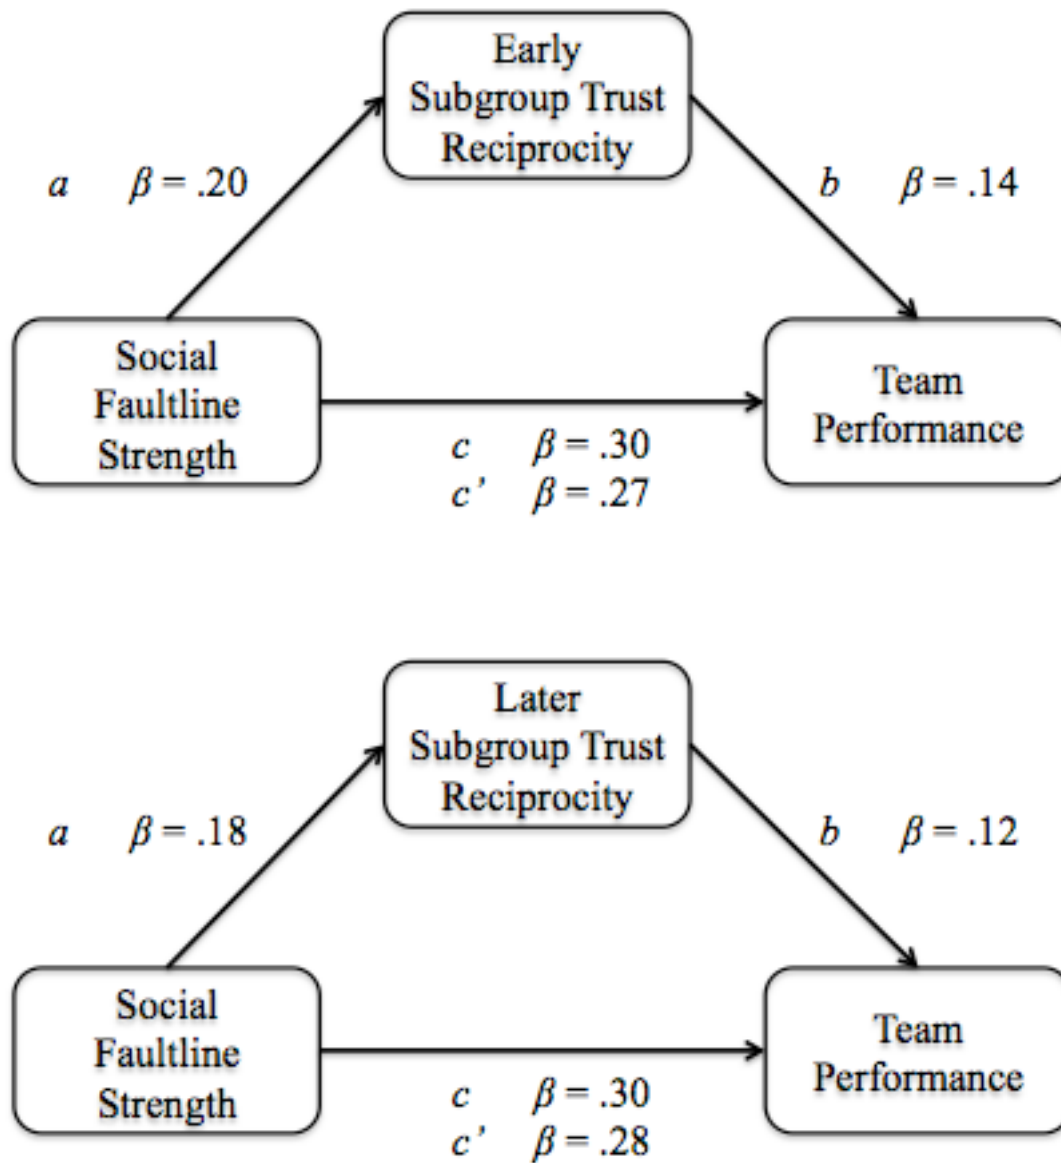 Early
Subgroup Trust
Reciprocity
a β = .20
b β = .14
Social
Faultline
Strength
Team
Performance
c β = .30
c’ β = .27
Later
Subgroup Trust
Reciprocity
a β = .18
b β = .12
Social
Faultline
Strength
Team
Performance
c β = .30
c’ β = .28